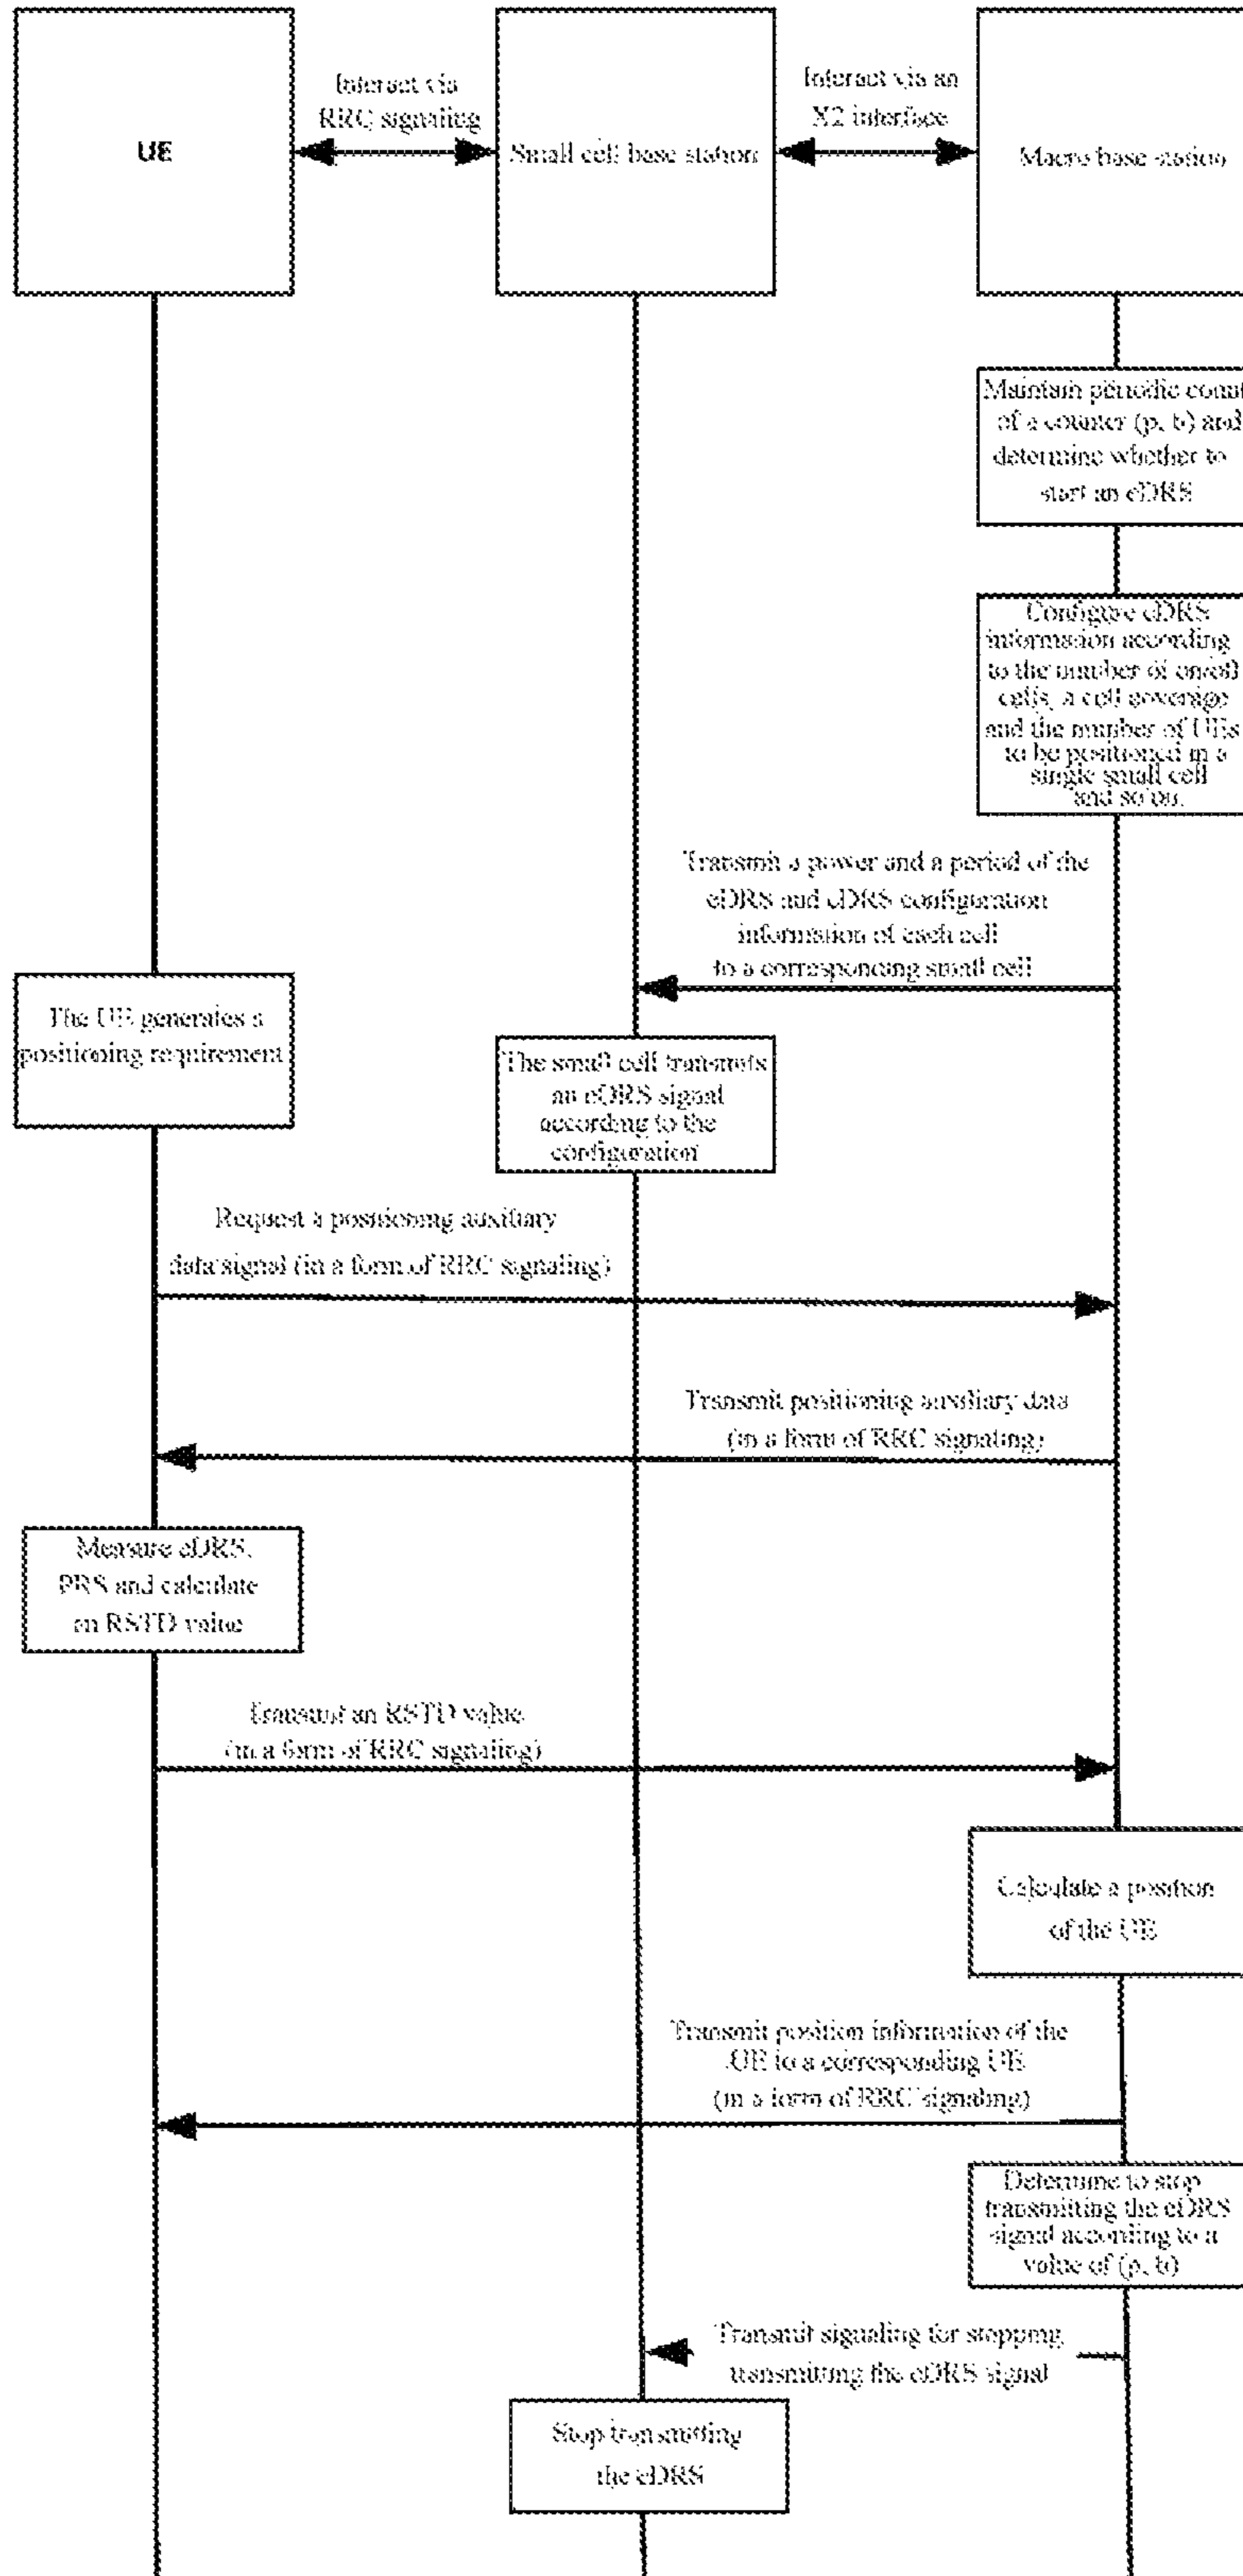 Interact via
RRC signaling
Interact via an
X2 interface
UE
Small cell base station
Macro base station
Maintain periodic count
of a counter (p, b) and
determine whether to
start an eDRS
Configure eDRS
information according
to the number of on/off
cells, a cell coverage
and the number of UEs
to be positioned in a
single small cell
and so on.
Transmit a power and a period of the
eDRS and eDRS configuration
information of each cell
to a corresponding small cell
The UE generates a
positioning requirement
The small cell transmits
an eDRS signal
according to the
configuration
Request a positioning auxiliary
data signal (in a form of RRC signaling)
Transmit positioning auxiliary data
(in a form of RRC signaling)
Measure eDRS,
PRS and calculate
an RSTD value
Transmit an RSTD value
(in a form of RRC signaling)
Calculate a position
of the UE
Transmit position information of the
UE to a corresponding UE
(in a form of RRC signaling)
Determine to stop
transmitting the eDRS
signal according to a
value of (p, b)
Transmit signaling for stopping
transmitting the eDRS signal
Stop transmitting
the eDRS